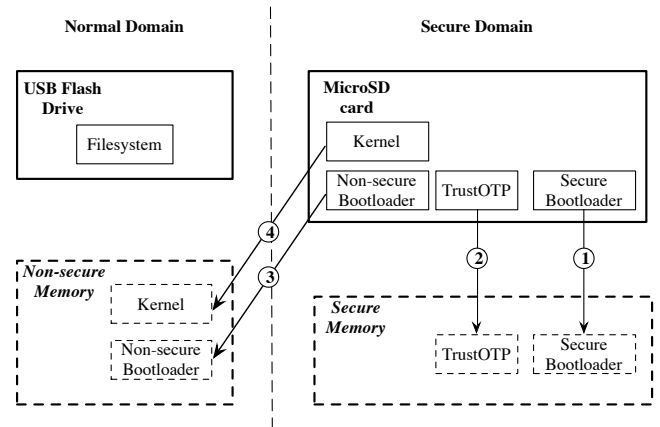 Normal Domain
Secure Domain
USB Flash
Drive
Filesystem
MicroSD
card
Kernel
Non-secure
Bootloader
TrustOTP
Secure
Bootloader
4
3
2
1
Non-secure
Memory
Kernel
Non-secure
Bootloader
Secure
Memory
TrustOTP
Secure
Bootloader